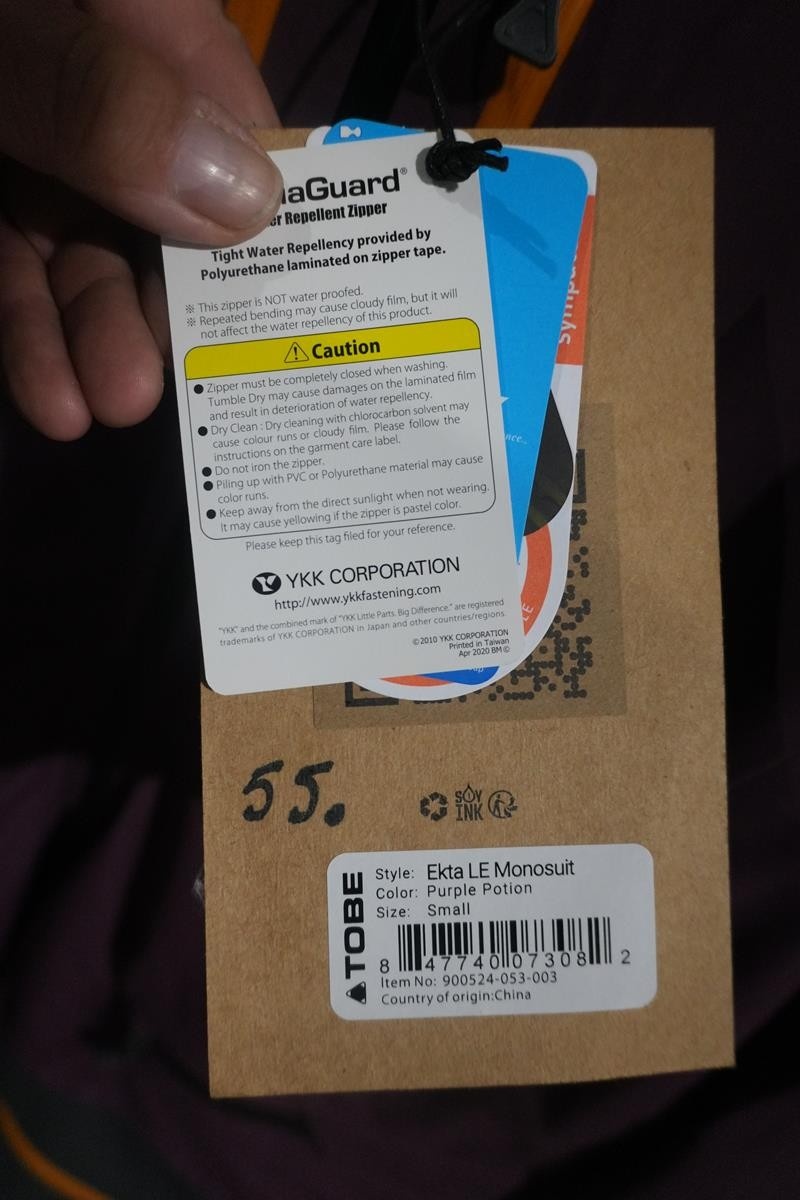 aGuard®
er Repellent Zipper
Tight Water Repellency provided by
Polyurethane laminated on zipper tape.
※ This zipper is NOT water proofed.
※ Repeated bending may cause cloudy film, but it will
not affect the water repellency of this product.
Caution
● Zipper must be completely closed when washing.
Tumble Dry may cause damages on the laminated film
and result in deterioration of water repellency.
● Dry Clean : Dry cleaning with chlorocarbon solvent may
cause colour runs or cloudy film. Please follow the
instructions on the garment care label.
● Do not iron the zipper.
● Piling up with PVC or Polyurethane material may cause
color runs.
● Keep away from the direct sunlight when not wearing.
It may cause yellowing if the zipper is pastel color.
Please keep this tag filed for your reference.
YKK CORPORATION
http://www.ykkfastening.com
"YKK" and the combined mark of "YKK Little Parts. Big Difference." are registered
trademarks of YKK CORPORATION in Japan and other countries/regions.
©2010 YKK CORPORATION
Printed in Taiwan
Apr 2020 BM©
nce..
55.
SOY
INK
TOBE
Style: Ekta LE Monosuit
Color: Purple Potion
Size: Small
8 47740 07308 2
Item No: 900524-053-003
Country of origin:China